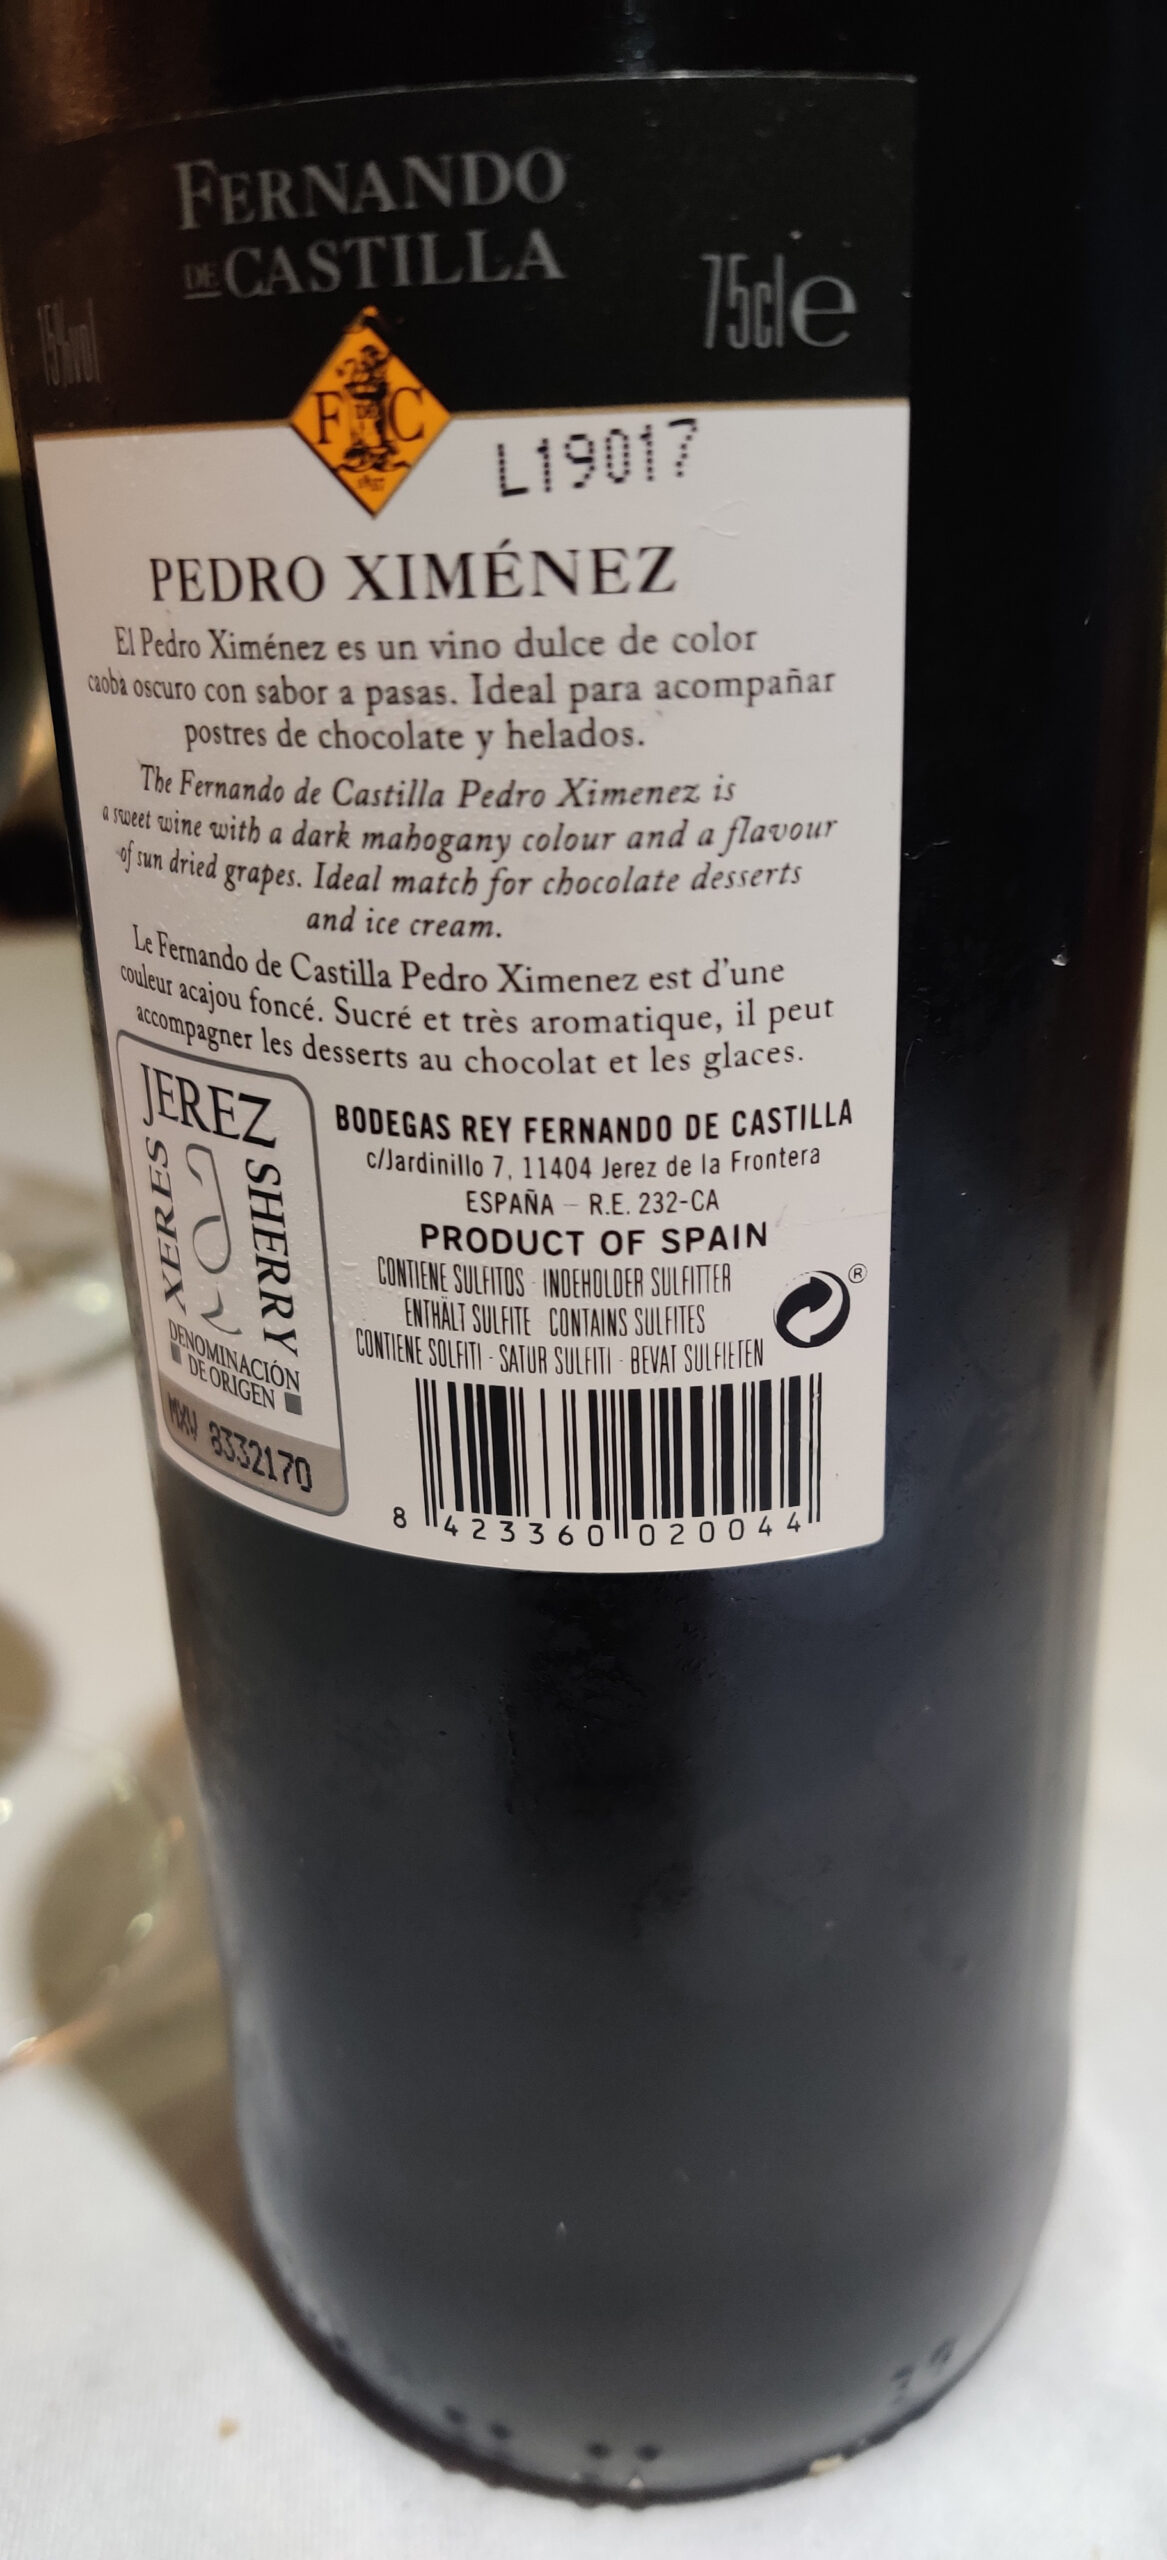 FERNANDO
DE CASTILLA
15%vol
75cl e
F DE C
L19017
PEDRO XIMÉNEZ
El Pedro Ximénez es un vino dulce de color
caoba oscuro con sabor a pasas. Ideal para acompañar
postres de chocolate y helados.
The Fernando de Castilla Pedro Ximenez is
a sweet wine with a dark mahogany colour and a flavour
of sun dried grapes. Ideal match for chocolate desserts
and ice cream.
Le Fernando de Castilla Pedro Ximenez est d'une
couleur acajou foncé. Sucré et très aromatique, il peut
accompagner les desserts au chocolat et les glaces.
JEREZ
XERES
SHERRY
DENOMINACIÓN
DE ORIGEN
MXW 8332170
BODEGAS REY FERNANDO DE CASTILLA
c/Jardinillo 7, 11404 Jerez de la Frontera
ESPAÑA – R.E. 232-CA
PRODUCT OF SPAIN
CONTIENE SULFITOS - INDEHOLDER SULFITTER
ENTHÄLT SULFITE CONTAINS SULFITES
CONTIENE SOLFITI - SATUR SULFITI - BEVAT SULFIETEN
®
8 423360 020044